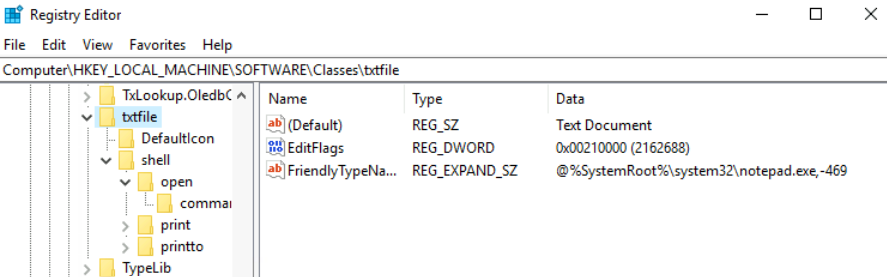 Registry Editor
File Edit View Favorites Help
Computer\HKEY_LOCAL_MACHINE\SOFTWARE\Classes\txtfile
TxLookup.OledbC
txtfile
DefaultIcon
shell
open
commar
print
printto
TypeLib
Name Type Data
(Default) REG_SZ Text Document
EditFlags REG_DWORD 0x00210000 (2162688)
FriendlyTypeNa... REG_EXPAND_SZ @%SystemRoot%\system32\notepad.exe,-469